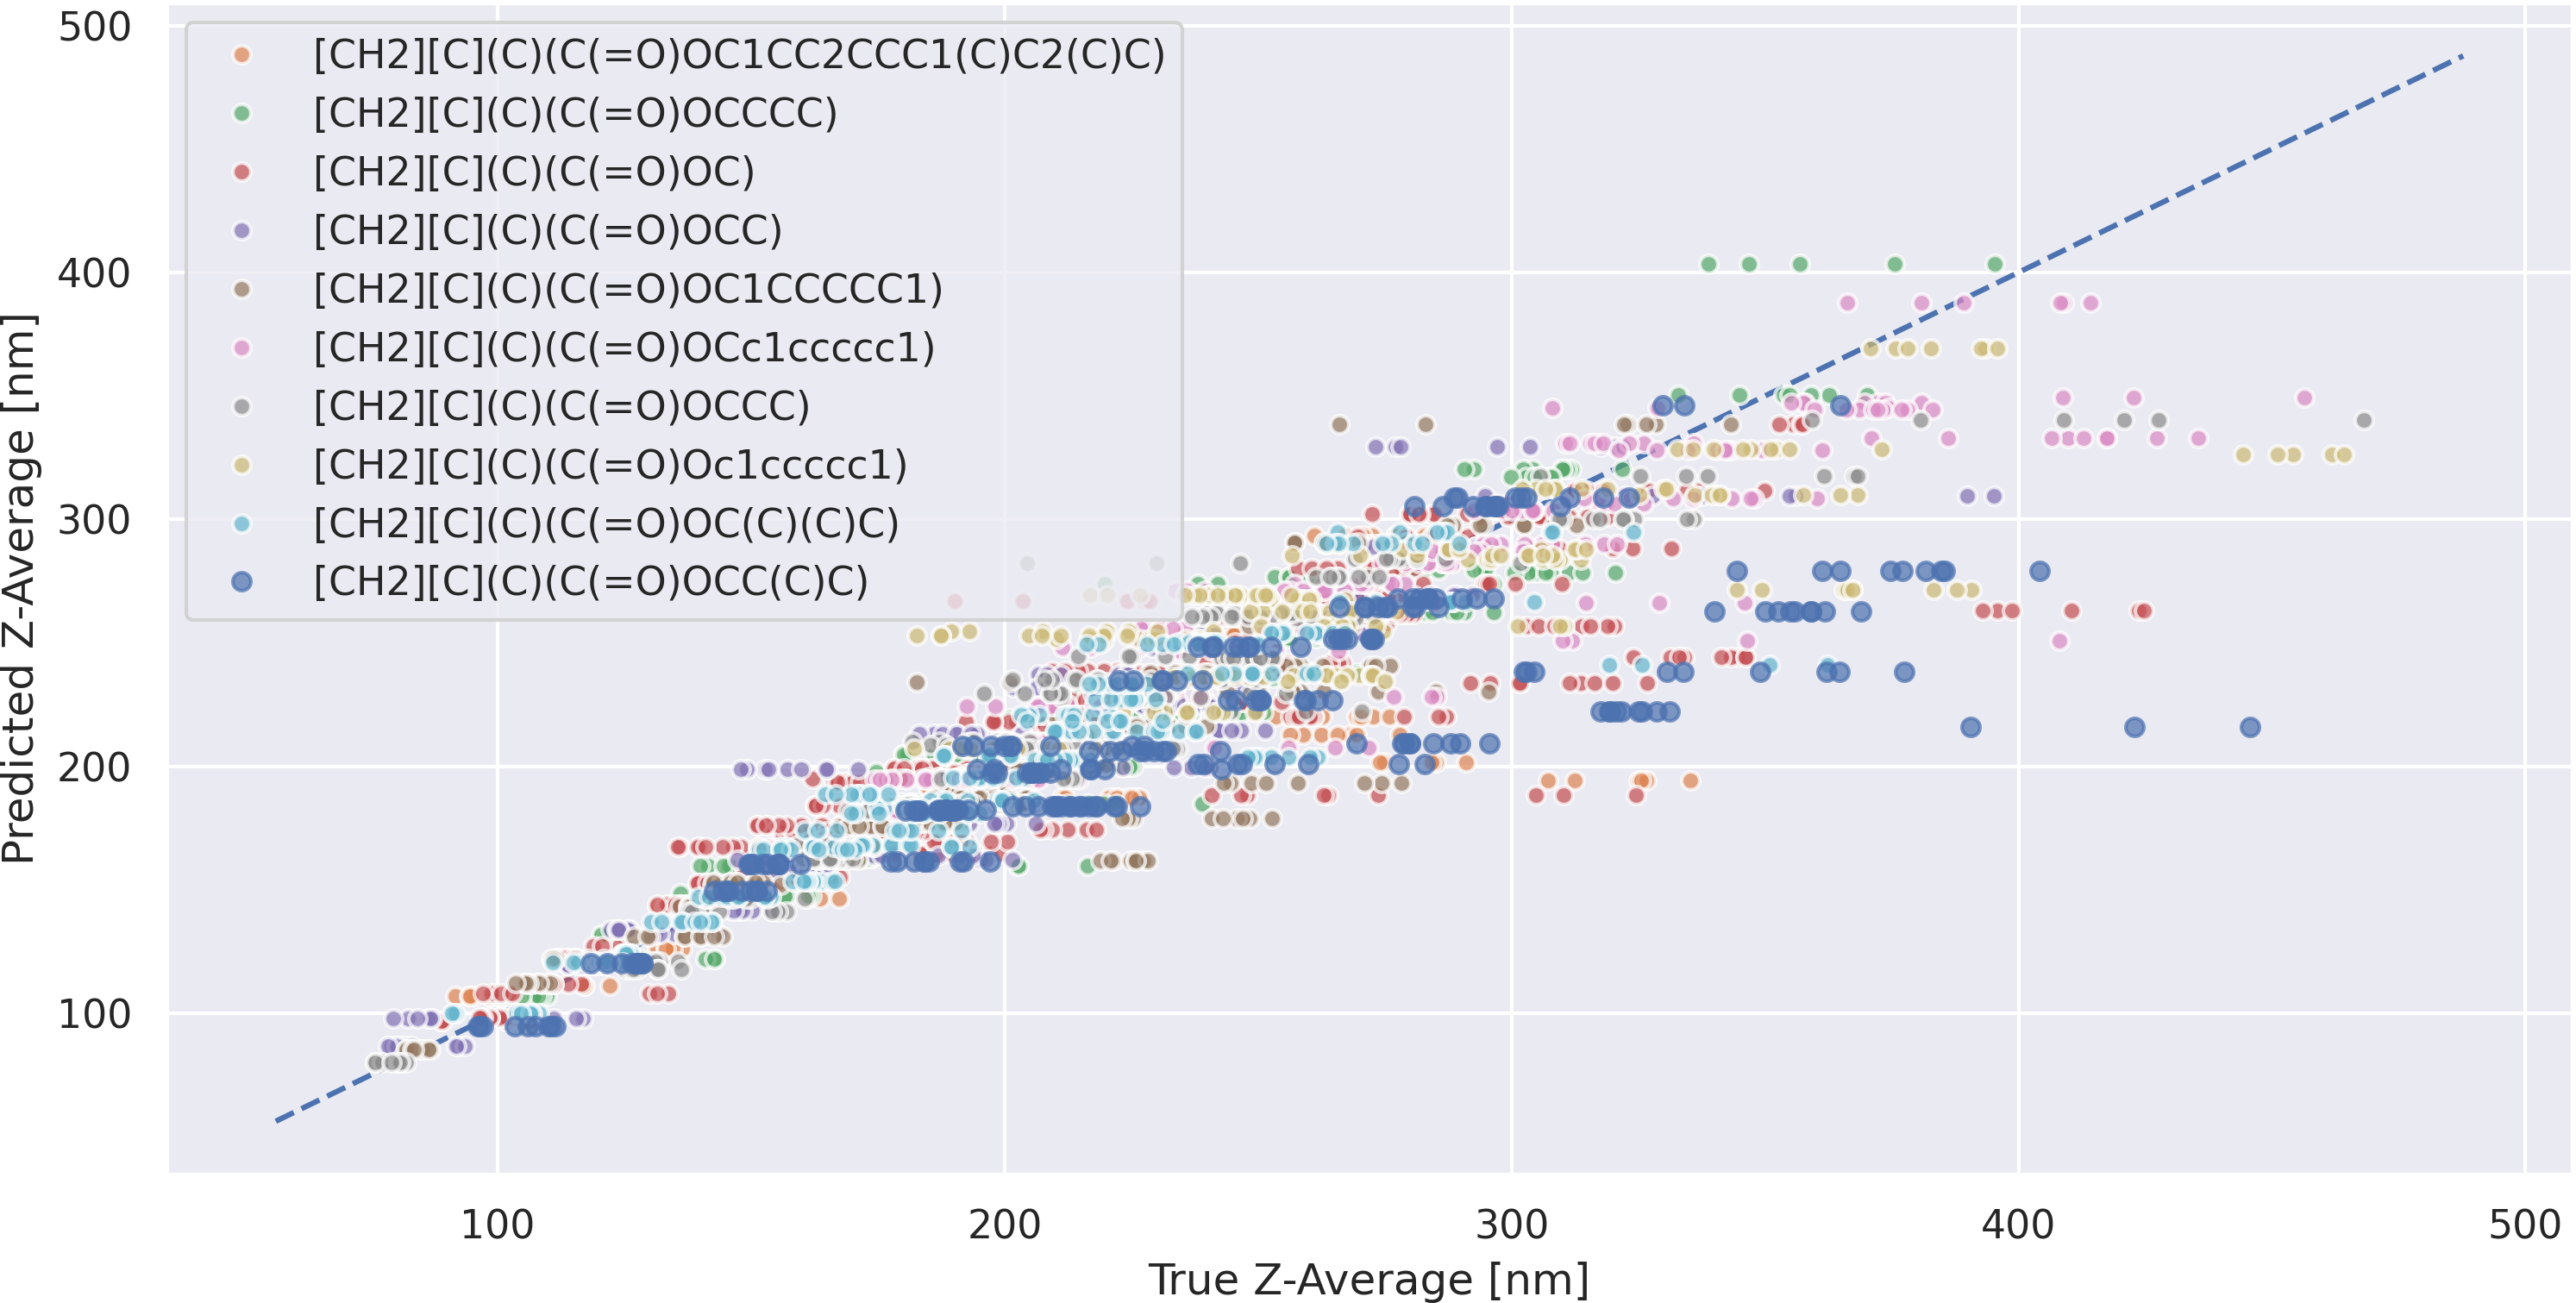 500
400
300
200
100
Predicted Z-Average [nm]
[CH2][C](C)(C(=O)OC1CC2CCC1(C)C2(C)C)
[CH2][C](C)(C(=O)OCCCC)
[CH2][C](C)(C(=O)OC)
[CH2][C](C)(C(=O)OCC)
[CH2][C](C)(C(=O)OC1CCCCC1)
[CH2][C](C)(C(=O)OCc1ccccc1)
[CH2][C](C)(C(=O)OCCC)
[CH2][C](C)(C(=O)Oc1ccccc1)
[CH2][C](C)(C(=O)OC(C)(C)C)
[CH2][C](C)(C(=O)OCC(C)C)
100 200 300 400 500
True Z-Average [nm]